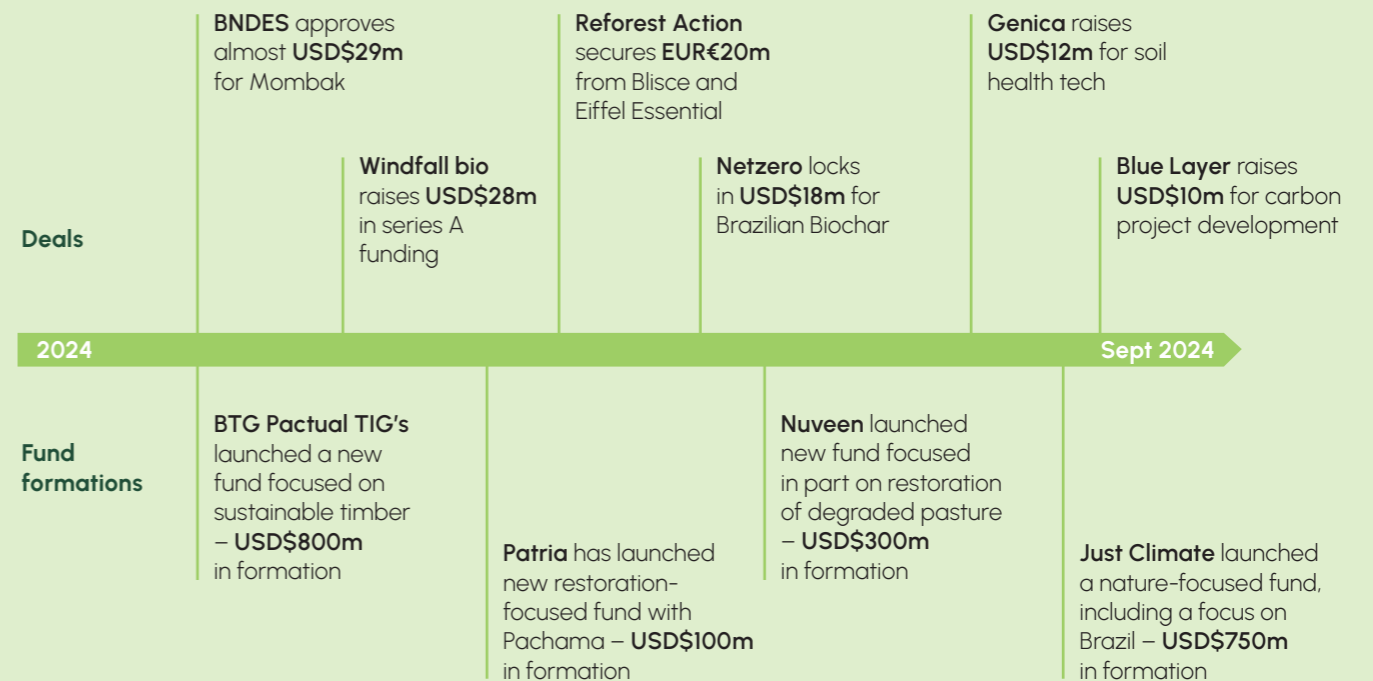 BNDES approves
almost USD$29m
for Mombak
Reforest Action
secures EUR€20m
from Blisce and
Eiffel Essential
Genica raises
USD$12m for soil
health tech
Windfall bio
raises USD$28m
in series A
funding
Netzero locks
in USD$18m for
Brazilian Biochar
Blue Layer raises
USD$10m for carbon
project development
Deals
2024
Sept 2024
Fund
formations
BTG Pactual TIG’s
launched a new
fund focused on
sustainable timber
– USD$800m
in formation
Patria has launched
new restoration-
focused fund with
Pachama – USD$100m
in formation
Nuveen launched
new fund focused
in part on restoration
of degraded pasture
– USD$300m
in formation
Just Climate launched
a nature-focused fund,
including a focus on
Brazil – USD$750m
in formation